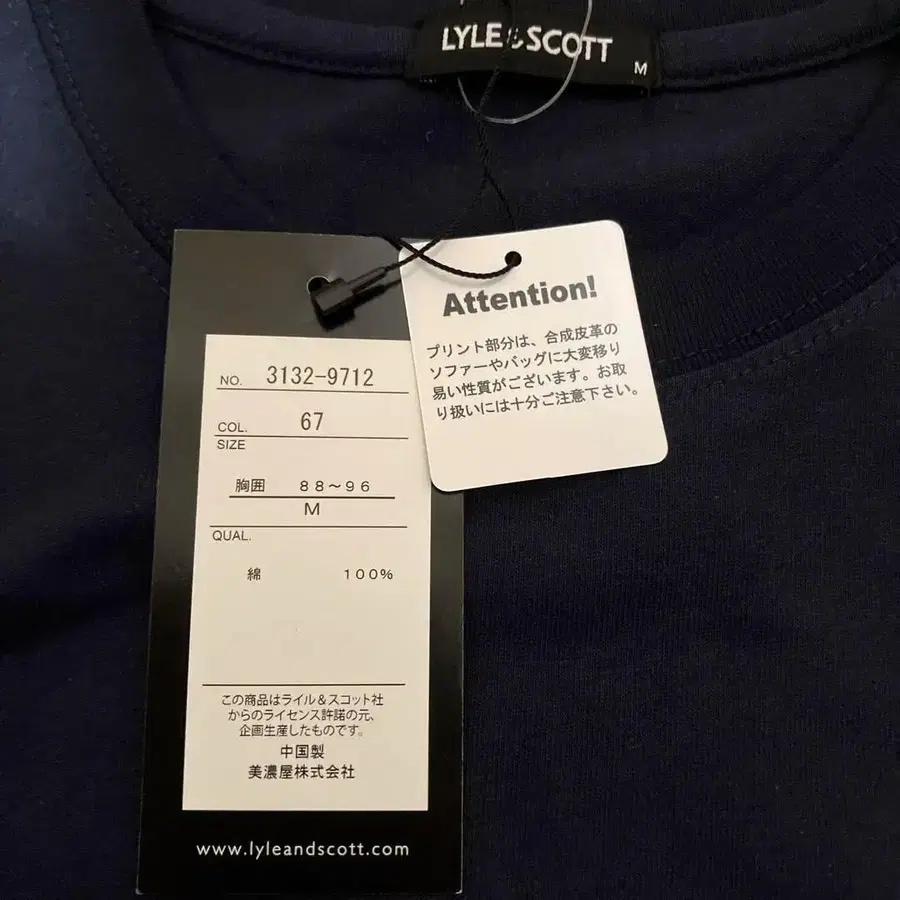 LYLE & SCOTT
M
Attention!
プリント部分は、合成皮革の
ソファーやバッグに大変移り
易い性質がございます。お取
り扱いには十分ご注意下さい。
NO. 3132-9712
COL. 67
SIZE
胸囲 88～96
M
QUAL.
綿 100%
この商品はライル＆スコット社
からのライセンス許諾の元、
企画生産したものです。
中国製
美濃屋株式会社
www.lyleandscott.com